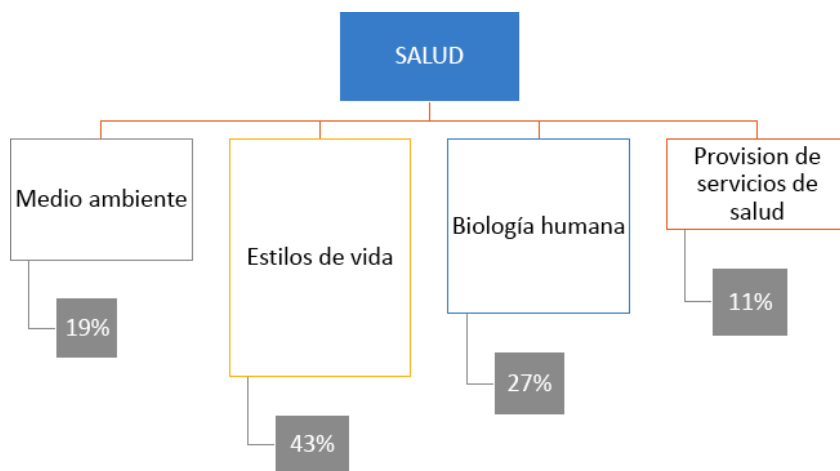 SALUD
Medio ambiente
19%
Estilos de vida
43%
Biología humana
27%
Provision de
servicios de
salud
11%